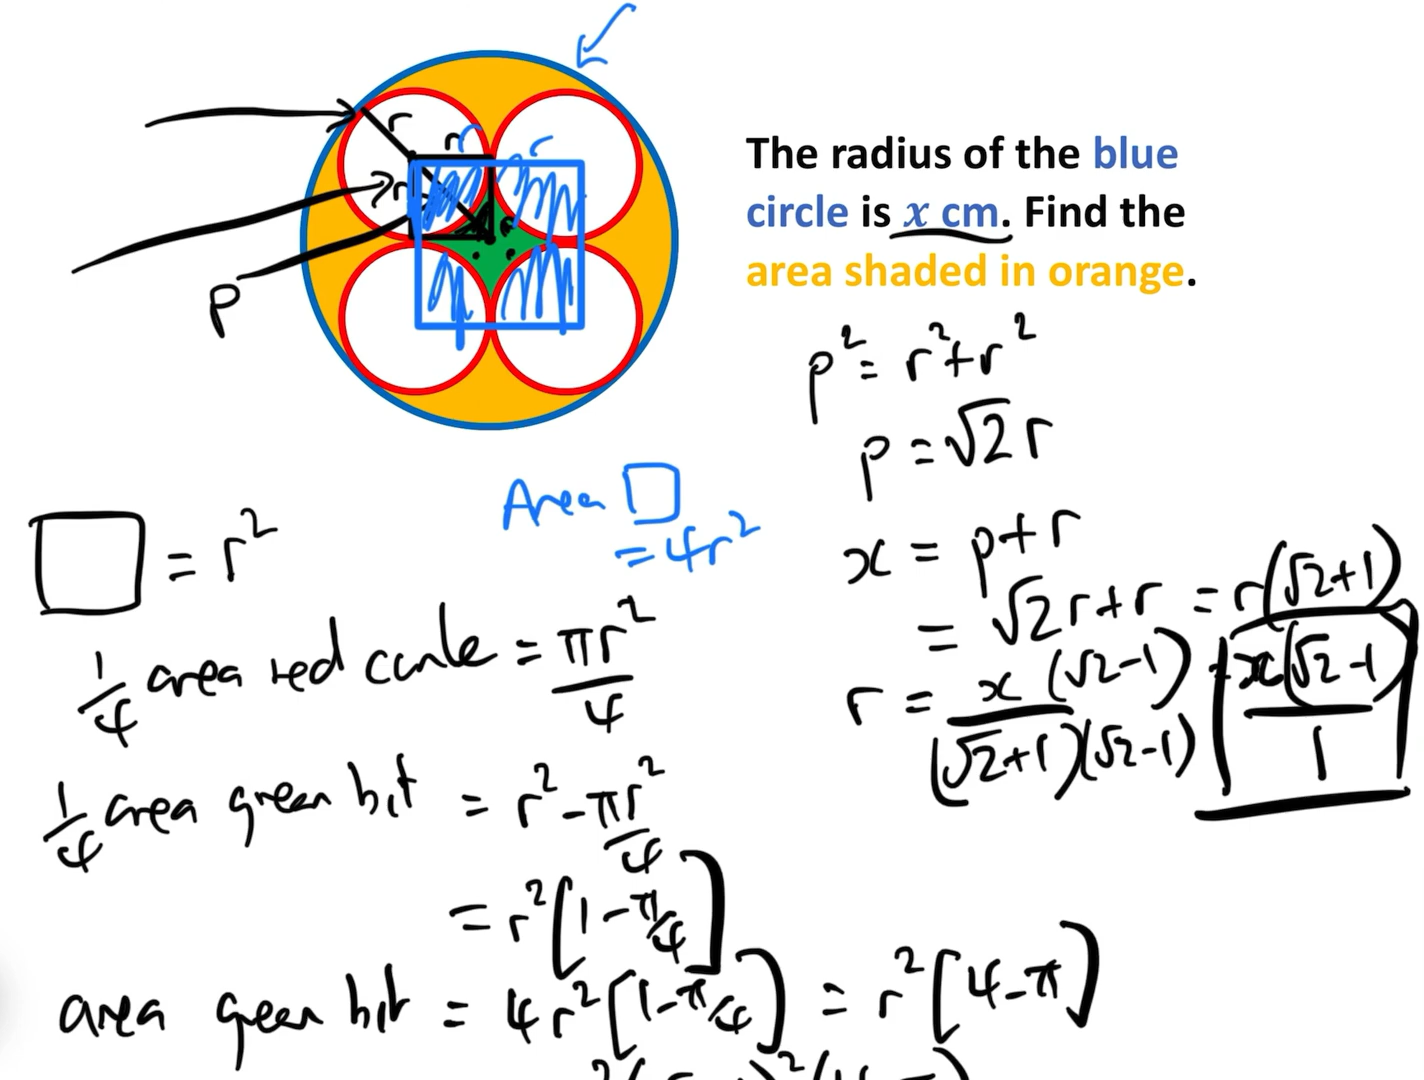 The radius of the blue
circle is x cm. Find the
area shaded in orange.
r
r
r
r
r
p
p² = r² + r²
p = √2 r
Area □
= 4r²
□ = r²
x = p + r
= √2 r + r = r(√2 + 1)
r = x (√2 - 1) / (√2 + 1)(√2 - 1) = x(√2 - 1) / 1
1/4 area red circle = πr²/4
1/4 area green bit = r² - πr²/4
= r² [1 - π/4]
area green bit = 4r² [1 - π/4] = r² [4 - π]